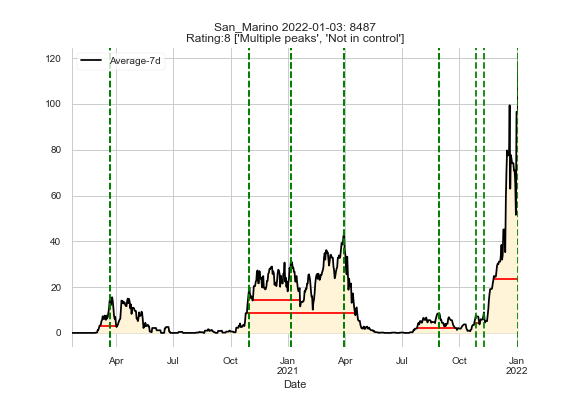 San_Marino 2022-01-03: 8487
Rating:8 ['Multiple peaks', 'Not in control']
Average-7d
120
100
80
60
40
20
0
Apr Jul Oct Jan Apr Jul Oct Jan
2021 2022
Date